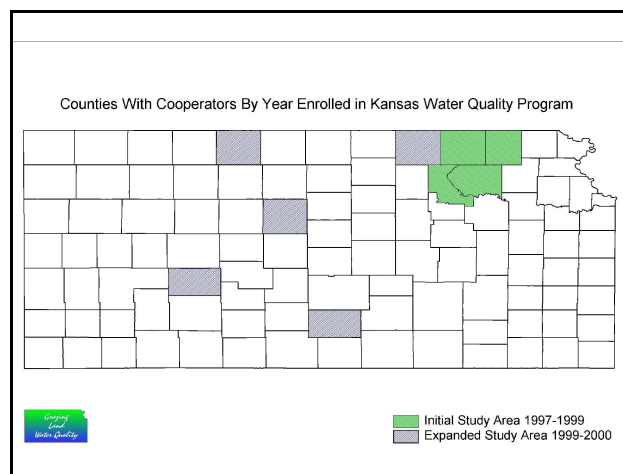 Counties With Cooperators By Year Enrolled in Kansas Water Quality Program
Grazing
Land
Water Quality
Initial Study Area 1997-1999
Expanded Study Area 1999-2000